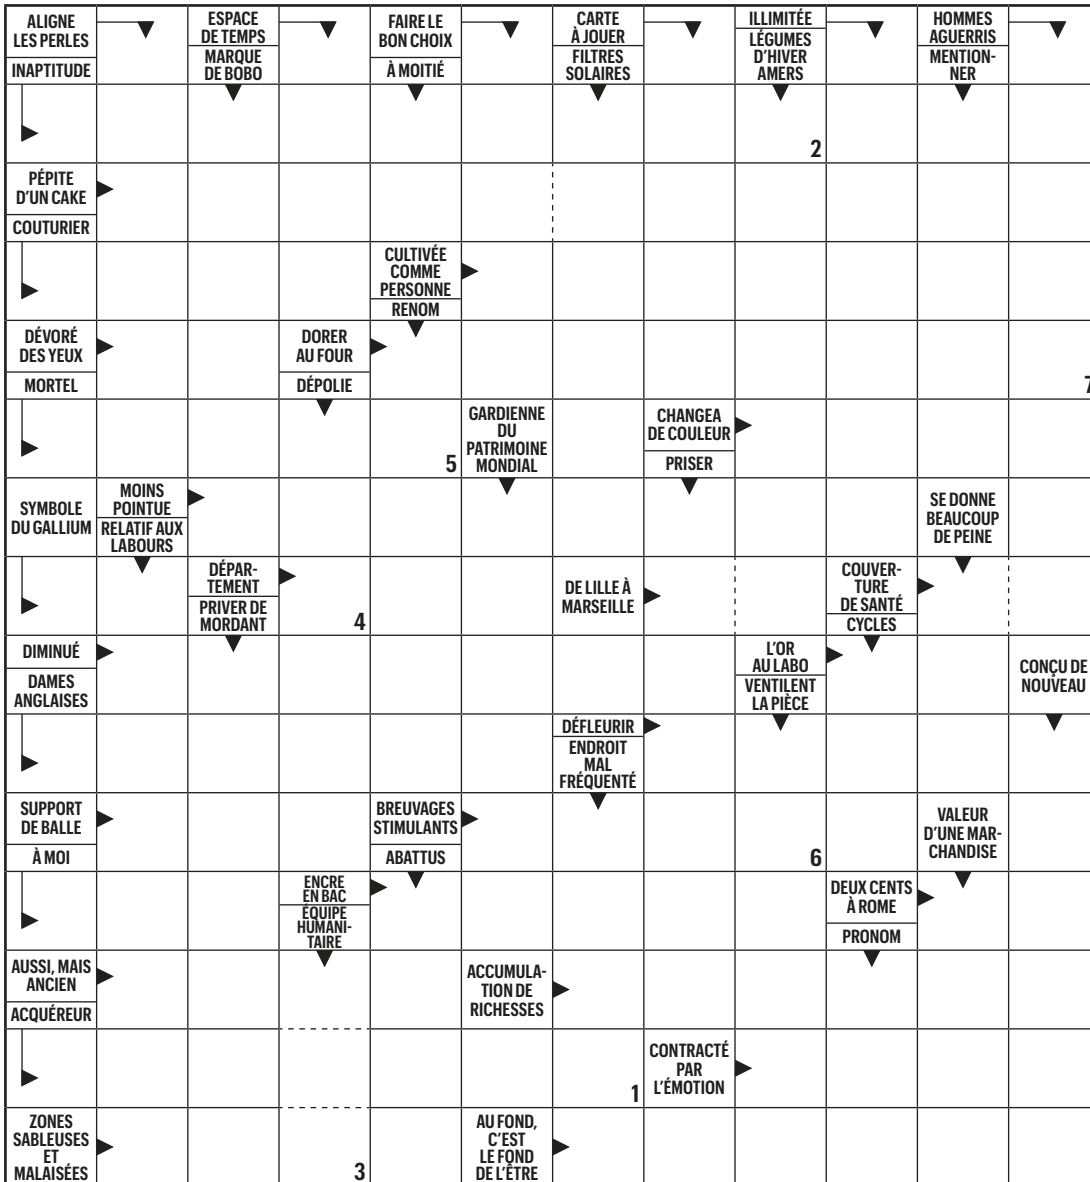 ALIGNE
LES PERLES
INAPTITUDE
ESPACE
DE TEMPS
MARQUE
DE BOBO
FAIRE LE
BON CHOIX
À MOITIÉ
CARTE
À JOUER
FILTRES
SOLAIRES
ILLIMITÉE
LÉGUMES
D'HIVER
AMERS
HOMMES
AGUERRIS
MENTION-
NER
2
PÉPITE
D'UN CAKE
COUTURIER
CULTIVÉE
COMME
PERSONNE
RENOM
DÉVORÉ
DES YEUX
MORTEL
DORER
AU FOUR
DÉPOLIE
7
5
GARDIENNE
DU
PATRIMOINE
MONDIAL
CHANGEA
DE COULEUR
PRISER
SYMBOLE
DU GALLIUM
MOINS
POINTUE
RELATIF AUX
LABOURS
SE DONNE
BEAUCOUP
DE PEINE
DÉPAR-
TEMENT
PRIVER DE
MORDANT
4
DE LILLE À
MARSEILLE
COUVER-
TURE
DE SANTÉ
CYCLES
DIMINUÉ
DAMES
ANGLAISES
L'OR
AU LABO
VENTILENT
LA PIÈCE
CONÇU DE
NOUVEAU
DÉFLEURIR
ENDROIT
MAL
FRÉQUENTÉ
SUPPORT
DE BALLE
À MOI
BREUVAGES
STIMULANTS
ABATTUS
6
VALEUR
D'UNE MAR-
CHANDISE
ENCRE
EN BAC
ÉQUIPE
HUMANI-
TAIRE
DEUX CENTS
À ROME
PRONOM
AUSSI, MAIS
ANCIEN
ACQUÉREUR
ACCUMULA-
TION DE
RICHESSES
1
CONTRACTÉ
PAR
L'ÉMOTION
ZONES
SABLEUSES
ET
MALAISÉES
3
AU FOND,
C'EST
LE FOND
DE L'ÊTRE